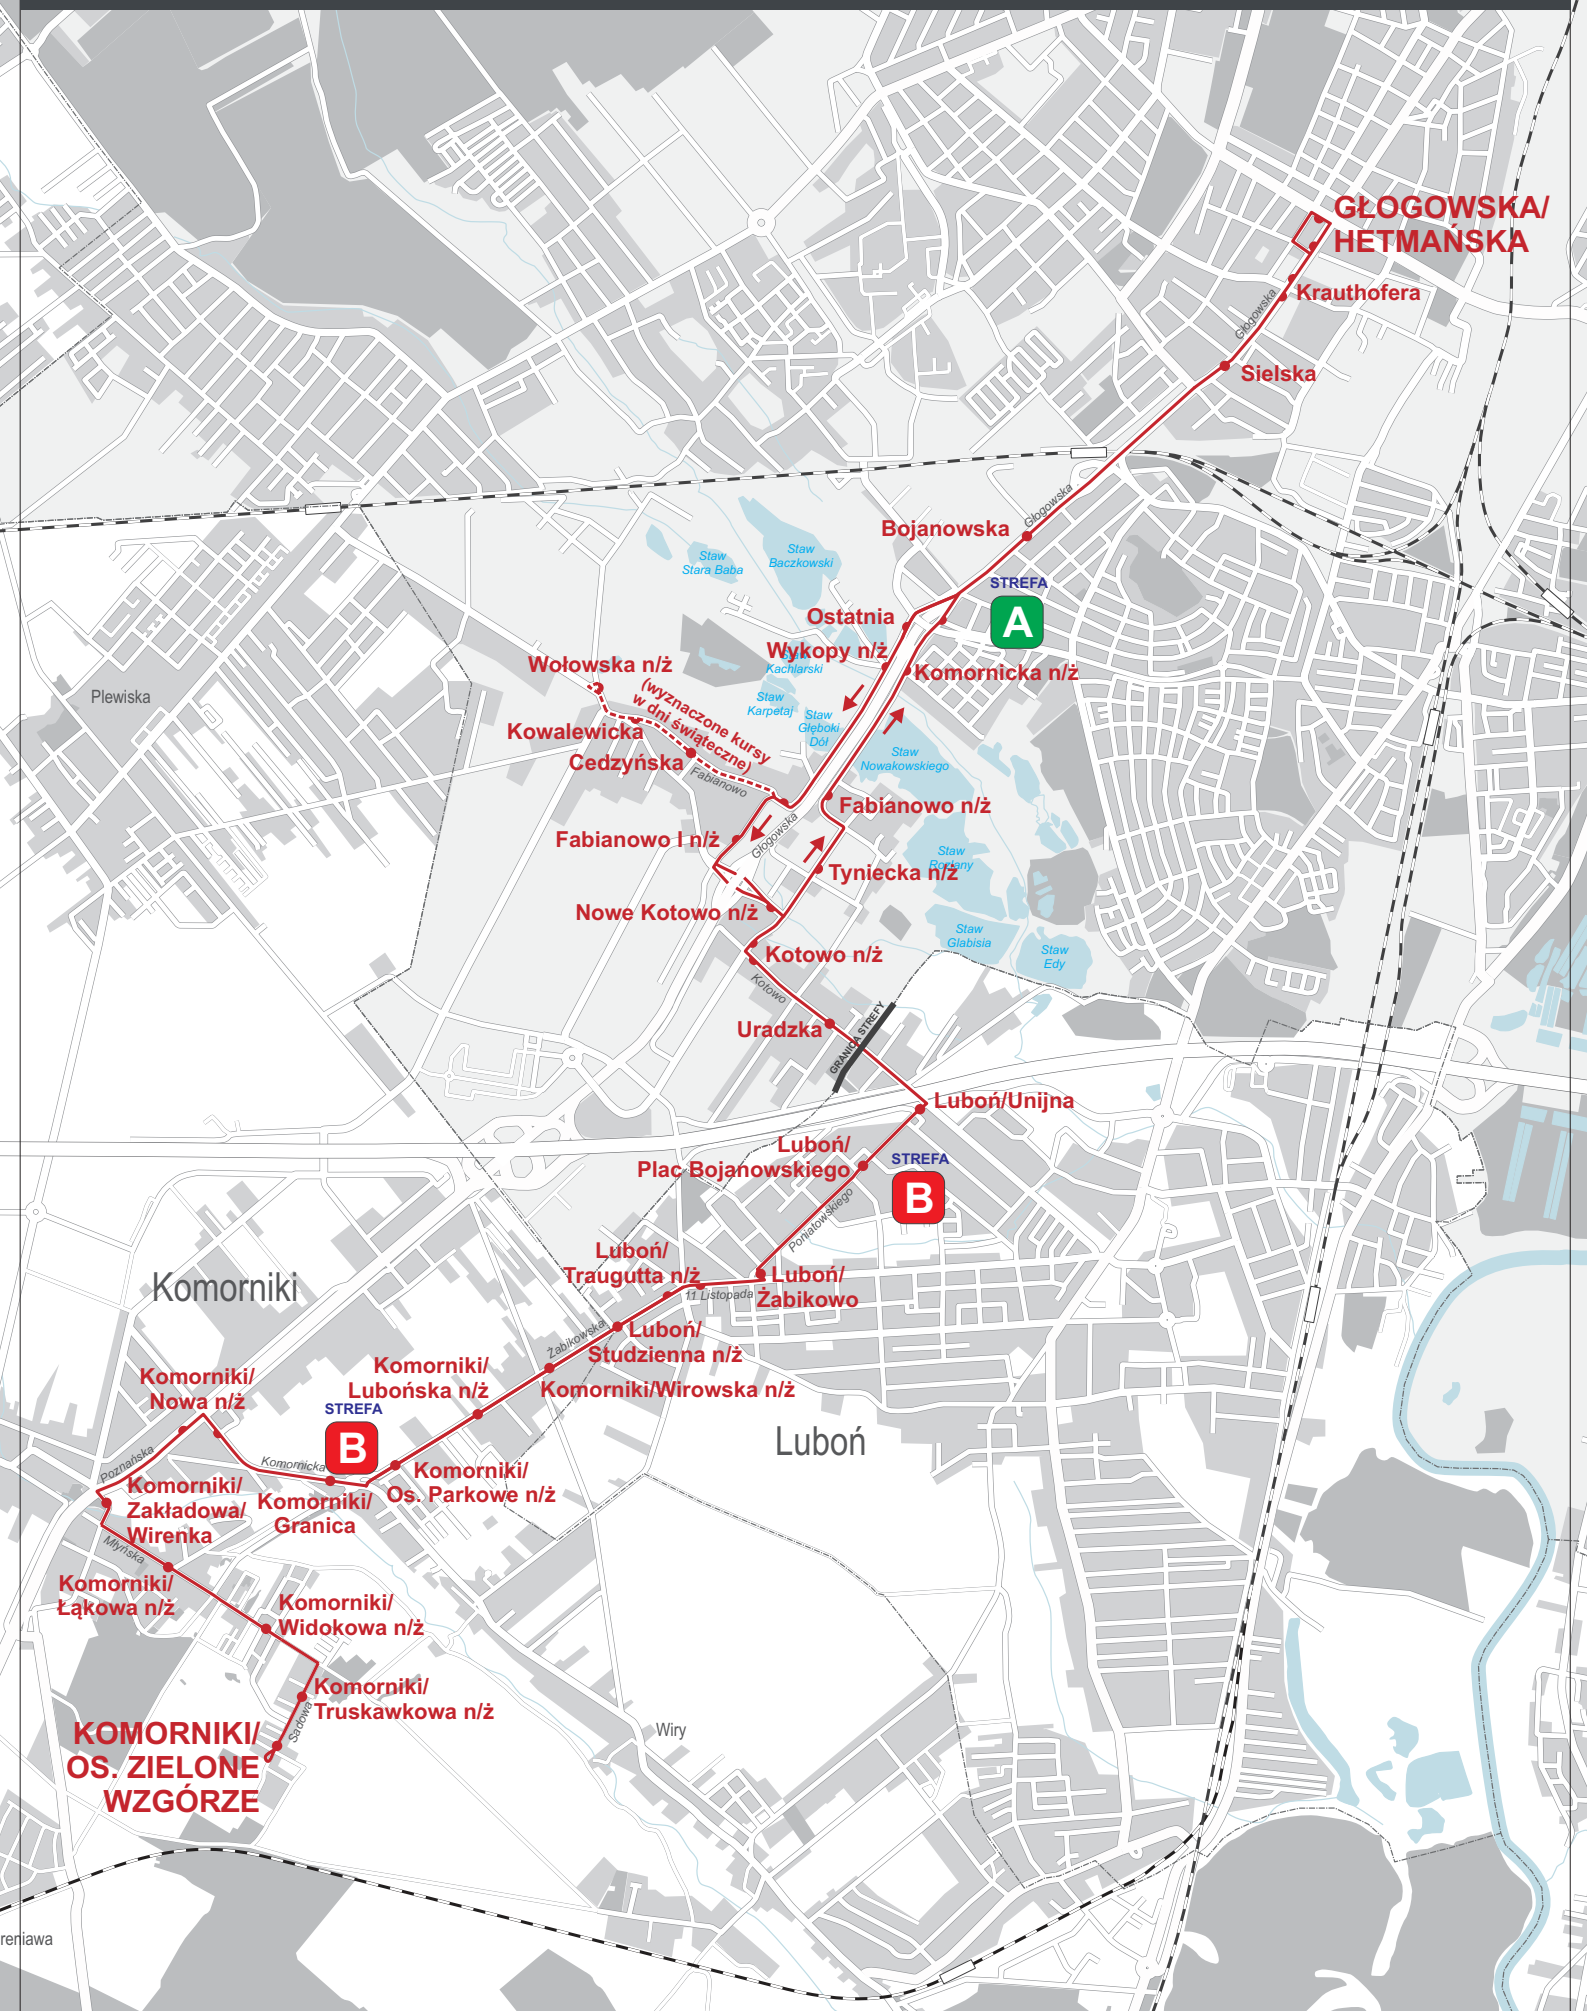 GŁOGOWSKA/
HETMAŃSKA
Krauthofera
Głogowska
Sielska
Głogowska
Bojanowska
STREFA
A
Staw
Stara Baba
Staw
Baczkowski
Ostatnia
Wykopy n/ż
Staw
Kachlarski
Komornicka n/ż
Wołowska n/ż
(wyznaczone kursy
w dni świąteczne)
Staw
Karpetaj
Staw
Głęboki
Dół
Plewiska
Kowalewicka
Cedzyńska
Fabianowo
Staw
Nowakowskiego
Fabianowo n/ż
Fabianowo I n/ż
Głogowska
Staw
Rozlany
Tyniecka n/ż
Nowe Kotowo n/ż
Staw
Glabisia
Staw
Edy
Kotowo n/ż
Kotowo
Uradzka
GRANICA STREFY
Luboń/Unijna
Luboń/
Plac Bojanowskiego
STREFA
B
Poniatowskiego
Luboń/
Traugutta n/ż
11 Listopada
Luboń/
Żabikowo
Komorniki
Żabikowska
Luboń/
Studzienna n/ż
Komorniki/
Lubońska n/ż
Komorniki/Wirowska n/ż
Komorniki/
Nowa n/ż
STREFA
B
Luboń
Poznańska
Komornicka
Komorniki/
Os. Parkowe n/ż
Komorniki/
Zakładowa/
Wirenka
Komorniki/
Granica
Młyńska
Komorniki/
Łąkowa n/ż
Komorniki/
Widokowa n/ż
Komorniki/
Truskawkowa n/ż
Sadowa
KOMORNIKI/
OS. ZIELONE
WZGÓRZE
Wiry
reniawa